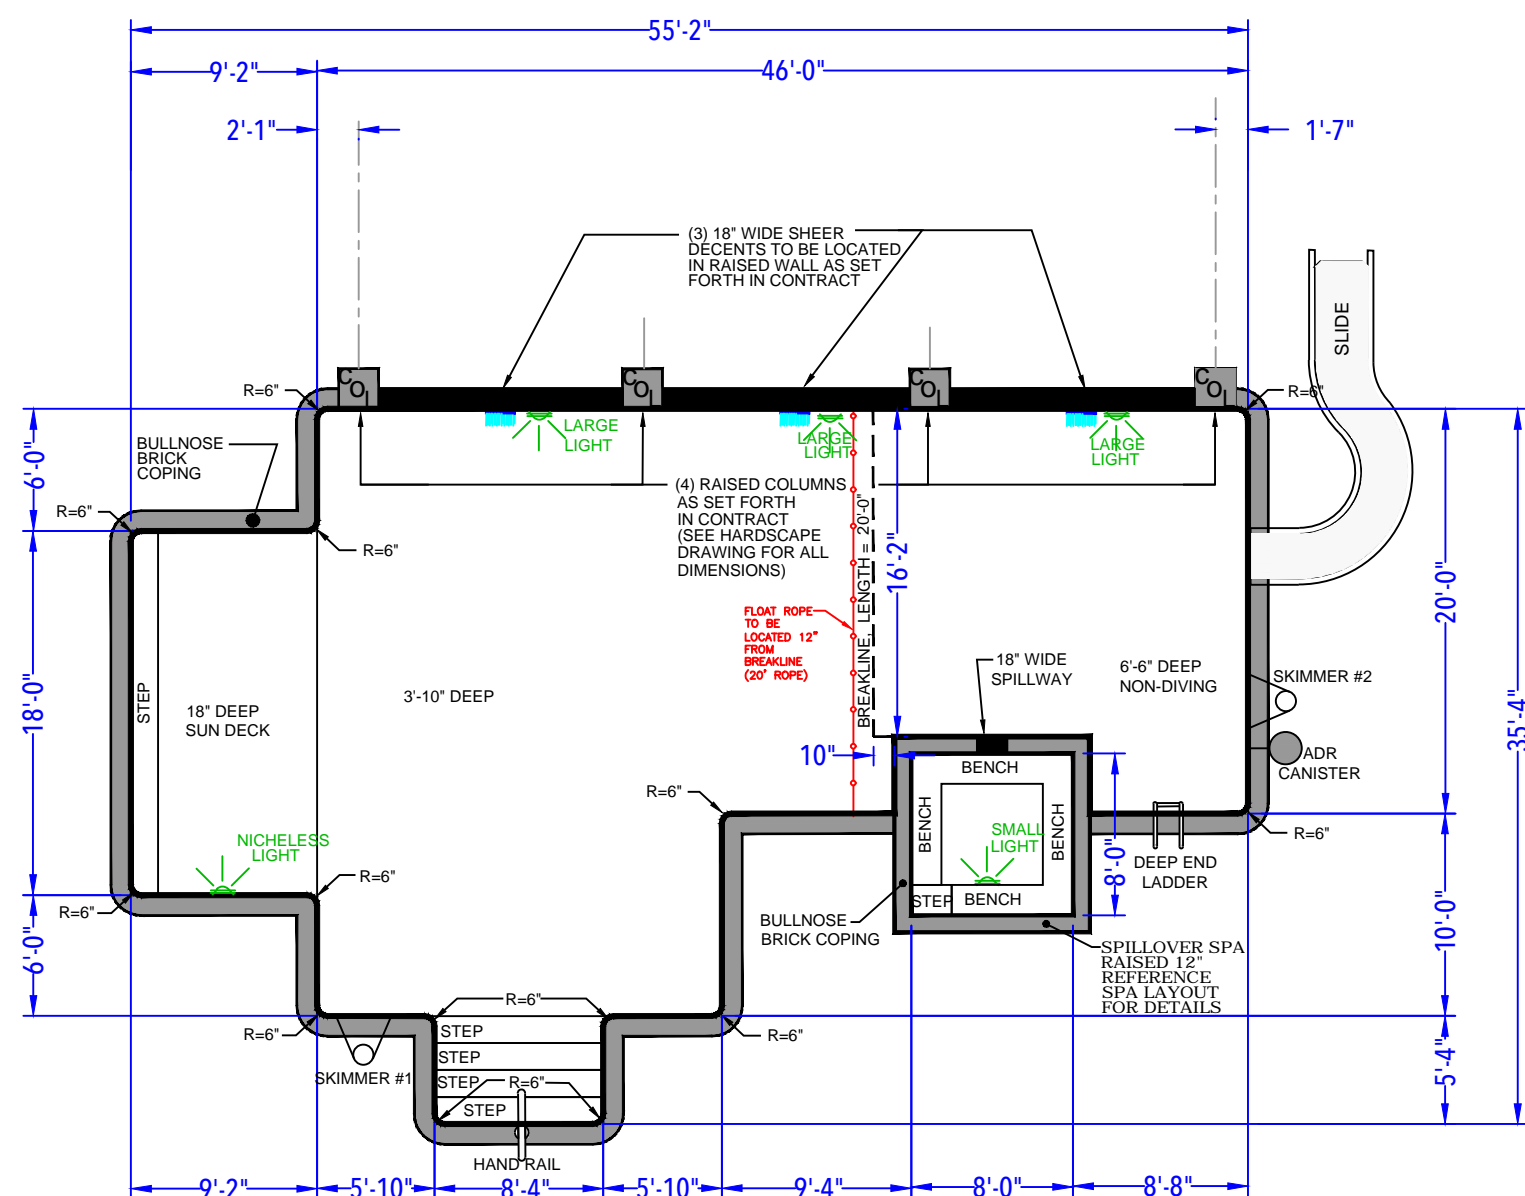 55'-2"
9'-2"
46'-0"
2'-1"
1'-7"
(3) 18" WIDE SHEER
DECENTS TO BE LOCATED
IN RAISED WALL AS SET
FORTH IN CONTRACT
SLIDE
COL
COL
COL
COL
R=6"
R=6"
LARGE
LIGHT
LARGE
LIGHT
LARGE
LIGHT
BULLNOSE
BRICK
COPING
6'-0"
R=6"
R=6"
(4) RAISED COLUMNS
AS SET FORTH
IN CONTRACT
(SEE HARDSCAPE
DRAWING FOR ALL
DIMENSIONS)
BREAKLINE, LENGTH = 20'-0"
16'-2"
20'-0"
FLOAT ROPE
TO BE
LOCATED 12"
FROM
BREAKLINE
(20' ROPE)
18" WIDE
SPILLWAY
6'-6" DEEP
NON-DIVING
SKIMMER #2
18'-0"
STEP
18" DEEP
SUN DECK
3'-10" DEEP
35'-4"
10"
ADR
CANISTER
BENCH
BENCH
BENCH
BENCH
STEP
SMALL
LIGHT
8'-0"
R=6"
R=6"
NICHELESS
LIGHT
R=6"
R=6"
DEEP END
LADDER
BULLNOSE
BRICK COPING
SPILLOVER SPA
RAISED 12"
REFERENCE
SPA LAYOUT
FOR DETAILS
6'-0"
10'-0"
R=6"
R=6"
R=6"
STEP
STEP
STEP
STEP
R=6"
SKIMMER #1
5'-4"
HAND RAIL
9'-2"
5'-10"
8'-4"
5'-10"
9'-4"
8'-0"
8'-8"